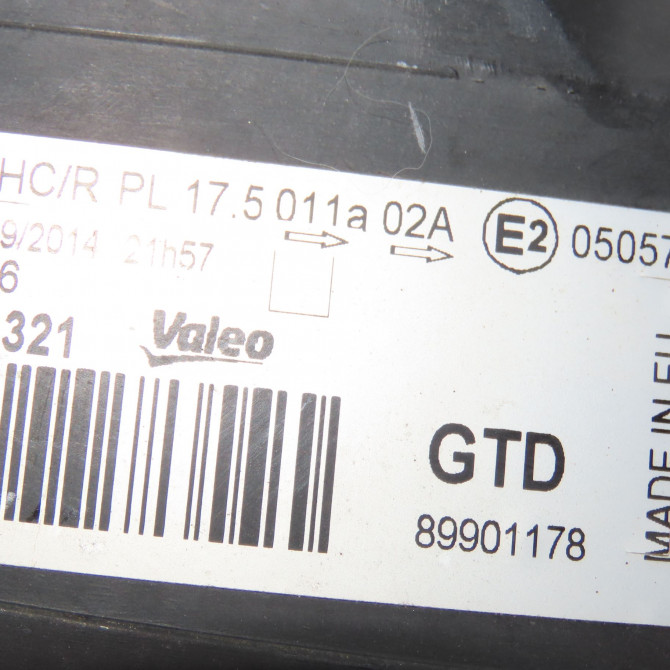 HC/R PL 17.5 011a 02A E2 05057
9/2014 21h57
6
321 Valeo
GTD
89901178
MADE IN EU